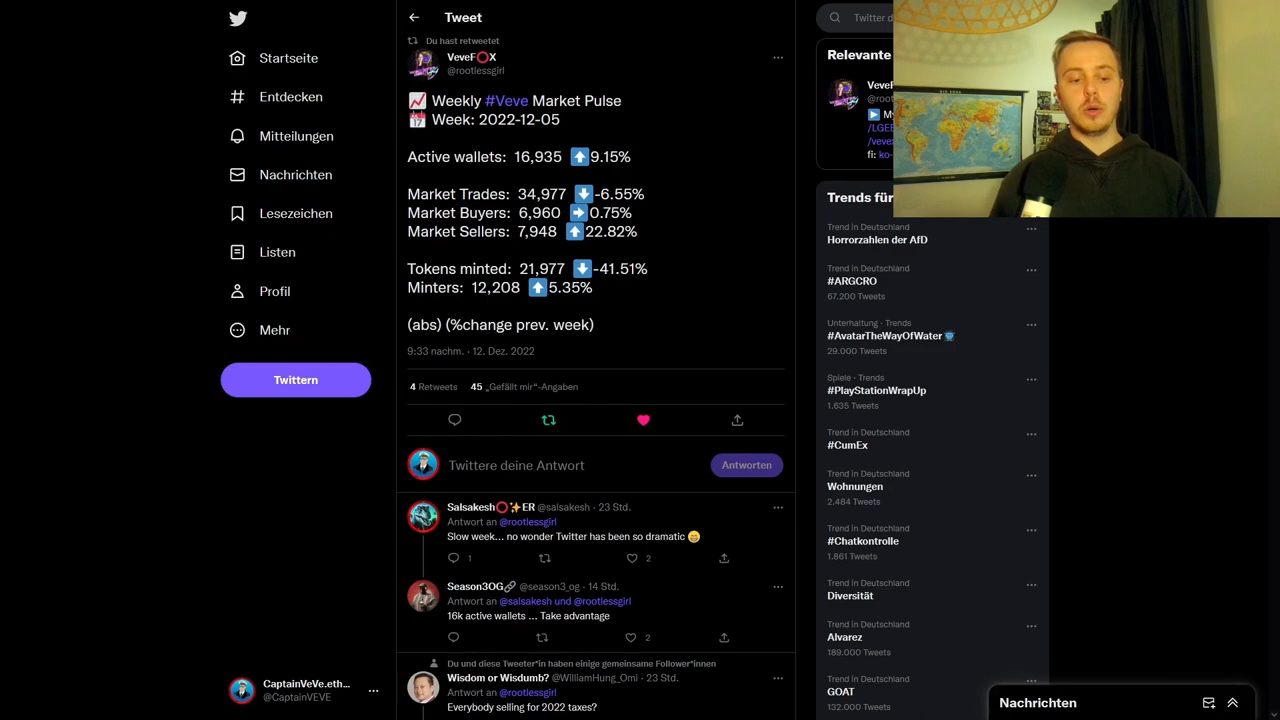 Startseite
Entdecken
Mitteilungen
Nachrichten
Lesezeichen
Listen
Profil
Mehr
Twittern
CaptainVeVe.eth...
@CaptainVEVE
Tweet
Du hast retweetet
VeveF⭕X
@rootlessgirl
📈 Weekly #Veve Market Pulse
📅 Week: 2022-12-05
Active wallets: 16,935 ⬆️9.15%
Market Trades: 34,977 ⬇️-6.55%
Market Buyers: 6,960 ➡️0.75%
Market Sellers: 7,948 ⬆️22.82%
Tokens minted: 21,977 ⬇️-41.51%
Minters: 12,208 ⬆️5.35%
(abs) (%change prev. week)
9:33 nachm. · 12. Dez. 2022
4 Retweets 45 „Gefällt mir“-Angaben
Twittere deine Antwort
Antworten
Salsakesh⭕✨ER @salsakesh · 23 Std.
Antwort an @rootlessgirl
Slow week... no wonder Twitter has been so dramatic 😄
1 2
Season3OG🔗 @season3_og · 14 Std.
Antwort an @salsakesh und @rootlessgirl
16k active wallets ... Take advantage
2
Du und diese Tweeter*in haben einige gemeinsame Follower*innen
Wisdom or Wisdumb? @WilliamHung_Omi · 23 Std.
Antwort an @rootlessgirl
Everybody selling for 2022 taxes?
Twitter d
Relevante
VeveF
@root
▶️ My
/LGEE
/vevex
fi: ko-
Trends für
Trend in Deutschland
Horrorzahlen der AfD
Trend in Deutschland
#ARGCRO
67.200 Tweets
Unterhaltung · Trends
#AvatarTheWayOfWater
29.000 Tweets
Spiele · Trends
#PlayStationWrapUp
1.635 Tweets
Trend in Deutschland
#CumEx
Trend in Deutschland
Wohnungen
2.484 Tweets
Trend in Deutschland
#Chatkontrolle
1.861 Tweets
Trend in Deutschland
Diversität
Trend in Deutschland
Alvarez
189.000 Tweets
Trend in Deutschland
GOAT
132.000 Tweets
Nachrichten